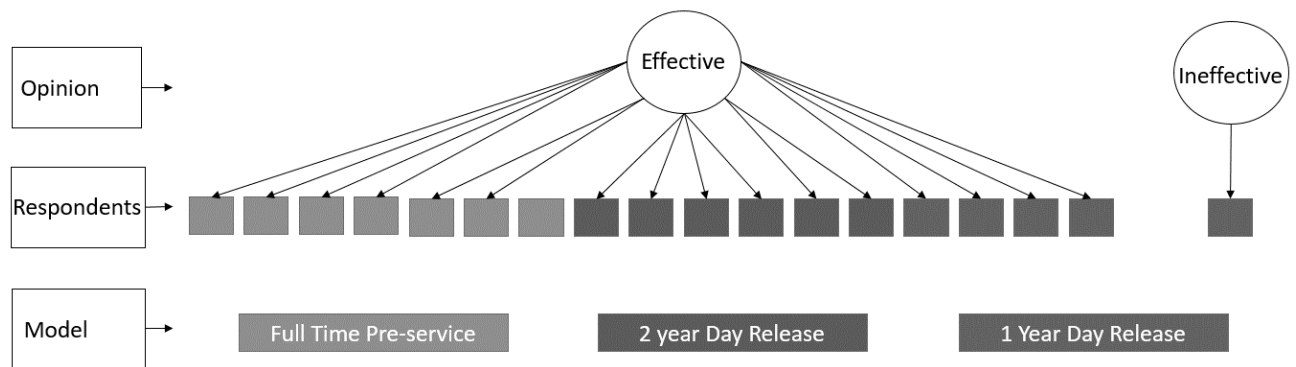 Opinion
Effective
Ineffective
Respondents
Model
Full Time Pre-service
2 year Day Release
1 Year Day Release